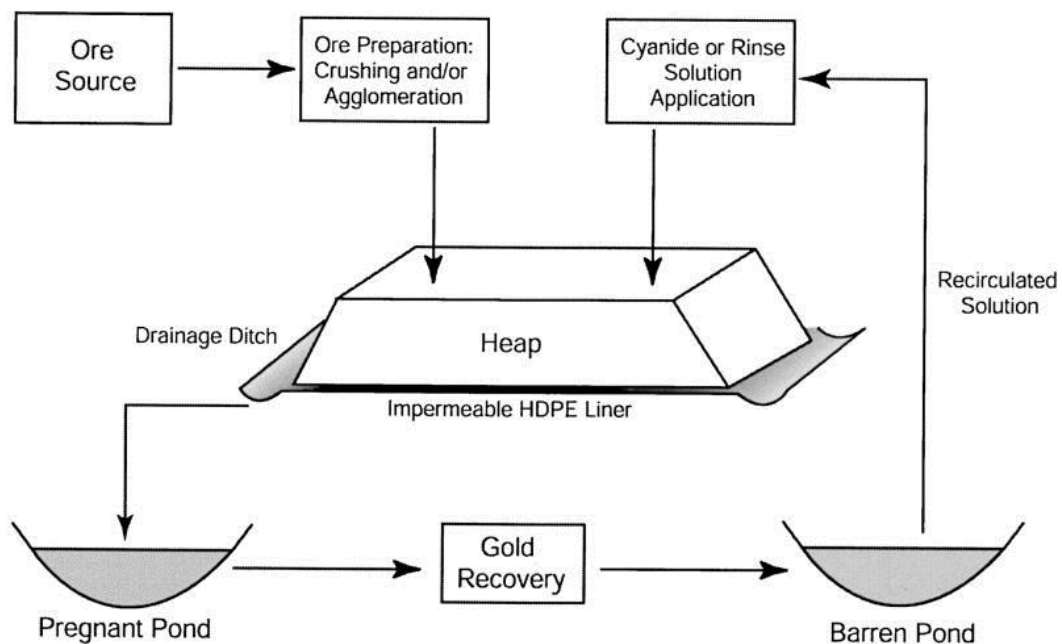 Ore
Source
Ore Preparation:
Crushing and/or
Agglomeration
Cyanide or Rinse
Solution
Application
Recirculated
Solution
Drainage Ditch
Heap
Impermeable HDPE Liner
Gold
Recovery
Pregnant Pond
Barren Pond